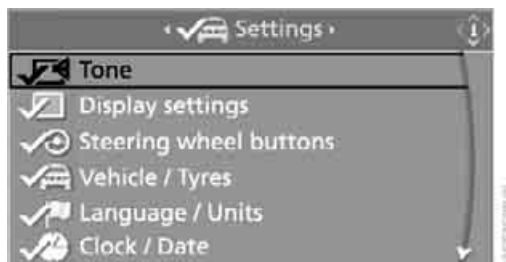 Settings
Tone
Display settings
Steering wheel buttons
Vehicle / Tyres
Language / Units
Clock / Date